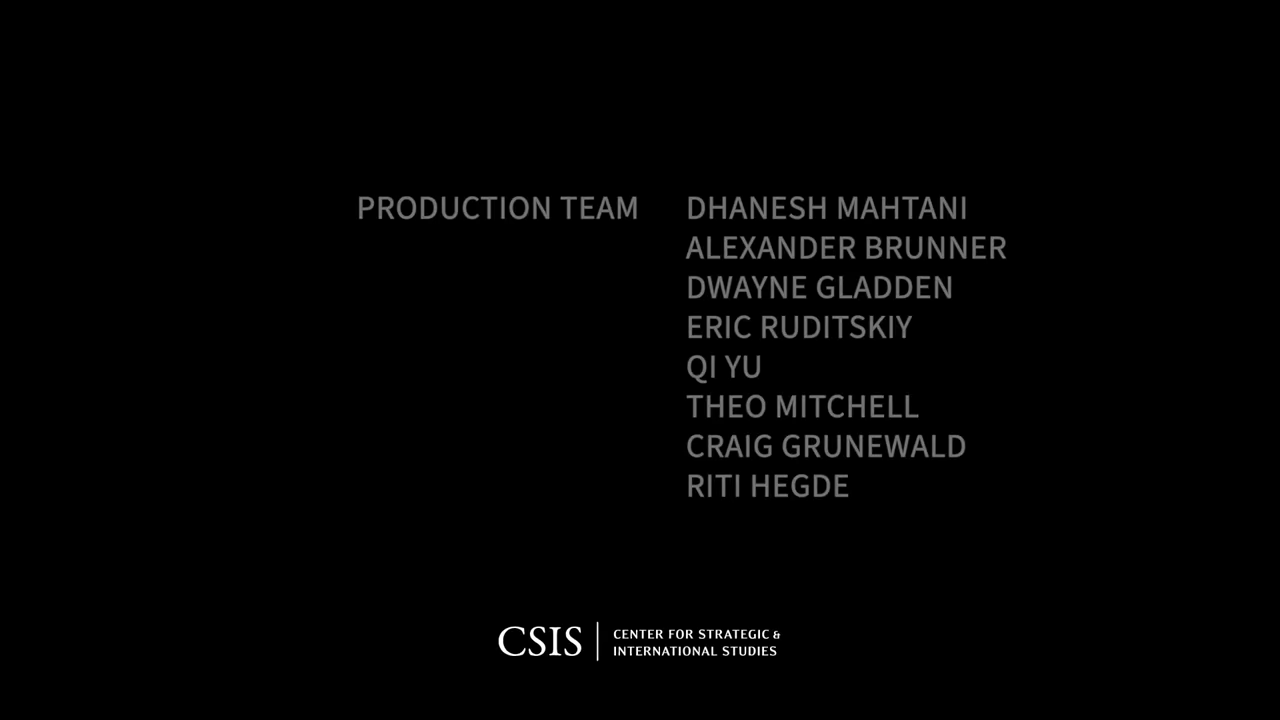 PRODUCTION TEAM DHANESH MAHTANI
ALEXANDER BRUNNER
DWAYNE GLADDEN
ERIC RUDITSKIY
QI YU
THEO MITCHELL
CRAIG GRUNEWALD
RITI HEGDE
CSIS CENTER FOR STRATEGIC &
INTERNATIONAL STUDIES